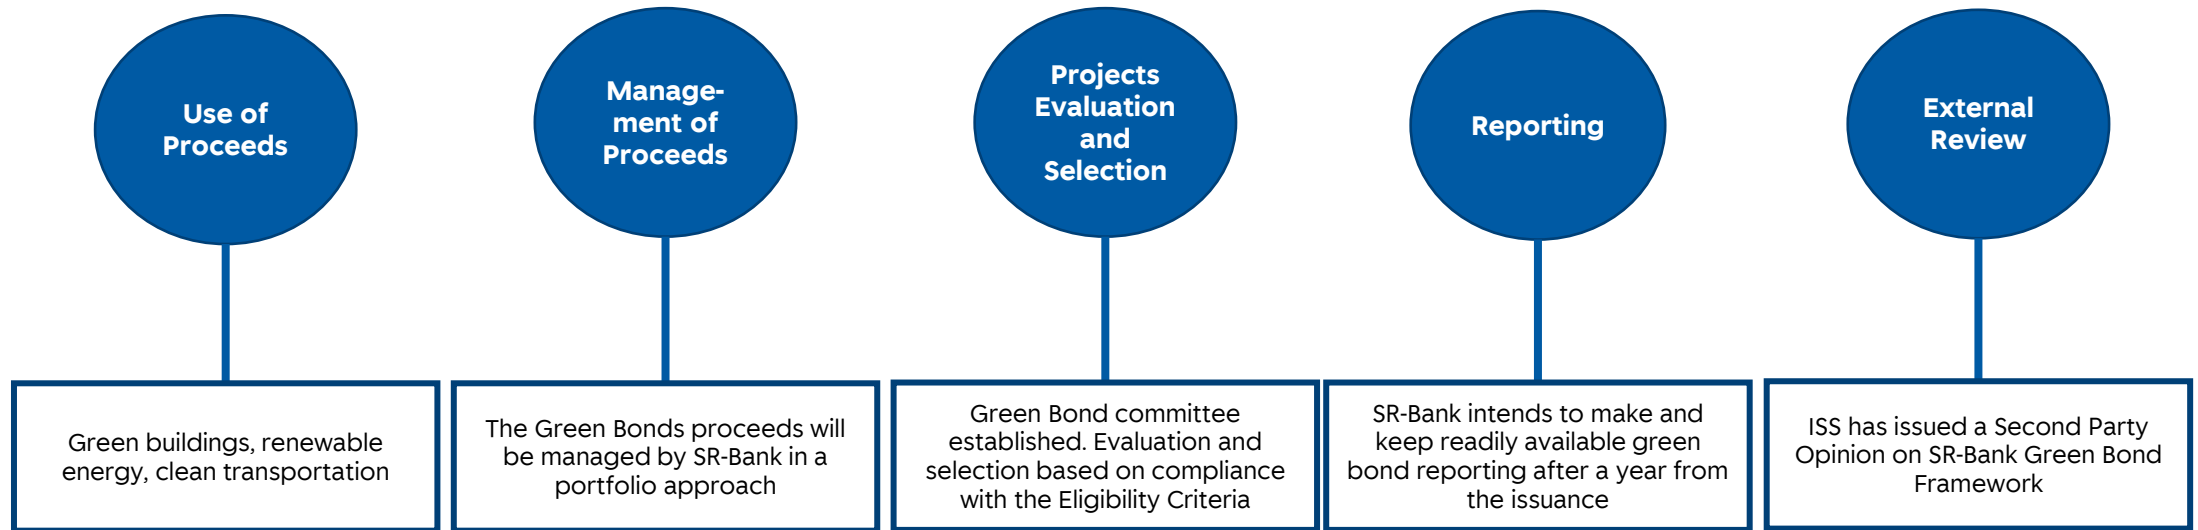 Use of
Proceeds
Manage-
ment of
Proceeds
Projects
Evaluation
and
Selection
Reporting
External
Review
Green buildings, renewable
energy, clean transportation
The Green Bonds proceeds will
be managed by SR-Bank in a
portfolio approach
Green Bond committee
established. Evaluation and
selection based on compliance
with the Eligibility Criteria
SR-Bank intends to make and
keep readily available green
bond reporting after a year from
the issuance
ISS has issued a Second Party
Opinion on SR-Bank Green Bond
Framework